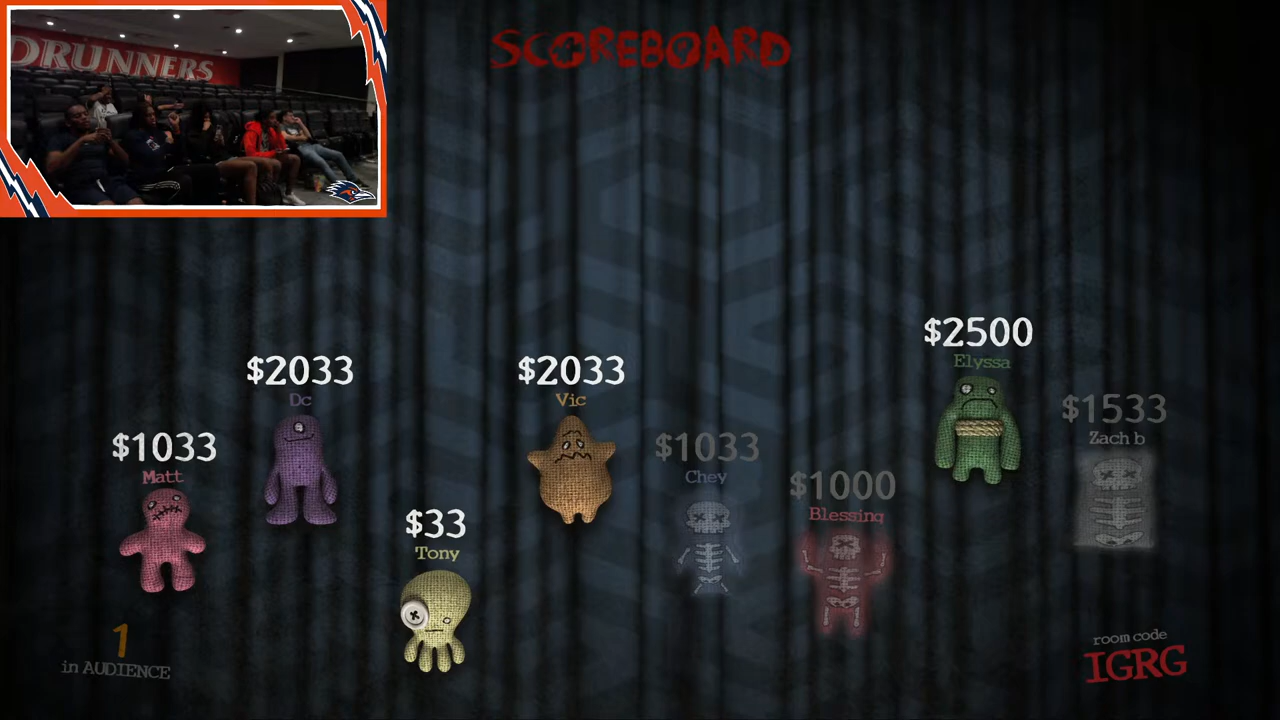 DRUNNERS
SCOREBOARD
$2500
Elyssa
$2033
Dc
$2033
Vic
$1533
Zach b
$1033
Matt
$1033
Chey
$1000
Blessing
$33
Tony
1
in AUDIENCE
room code
IGRG